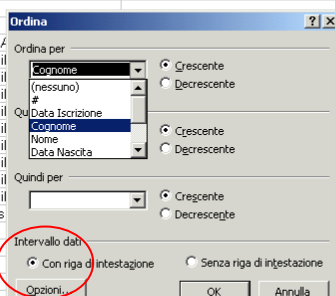 Ordina
Ordina per
Cognome
Crescente
Decrescente
(nessuno)
#
Data Iscrizione
Cognome
Nome
Data Nascita
Qu
Crescente
Decrescente
Quindi per
Crescente
Decrescente
Intervallo dati
Con riga di intestazione
Senza riga di intestazione
Opzioni...
OK
Annulla